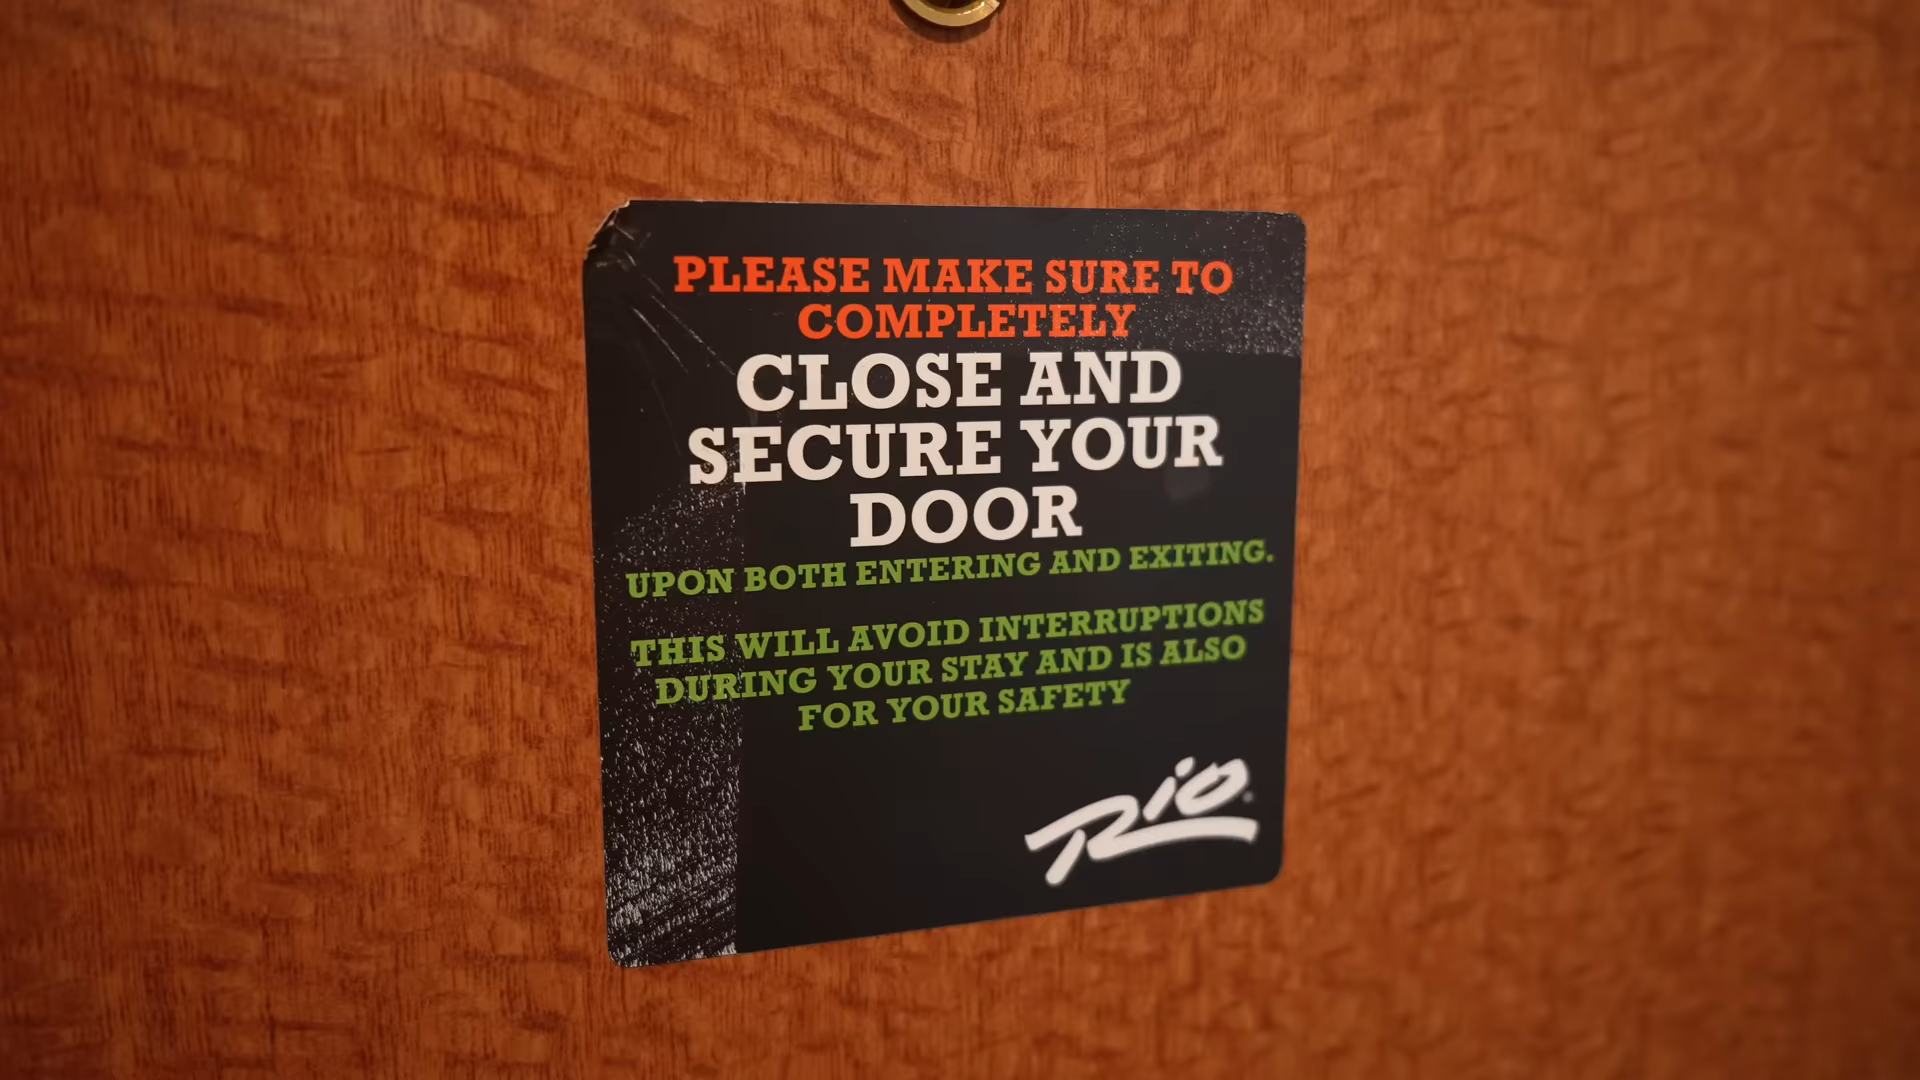 PLEASE MAKE SURE TO
COMPLETELY
CLOSE AND
SECURE YOUR
DOOR
UPON BOTH ENTERING AND EXITING.
THIS WILL AVOID INTERRUPTIONS
DURING YOUR STAY AND IS ALSO
FOR YOUR SAFETY
Rio